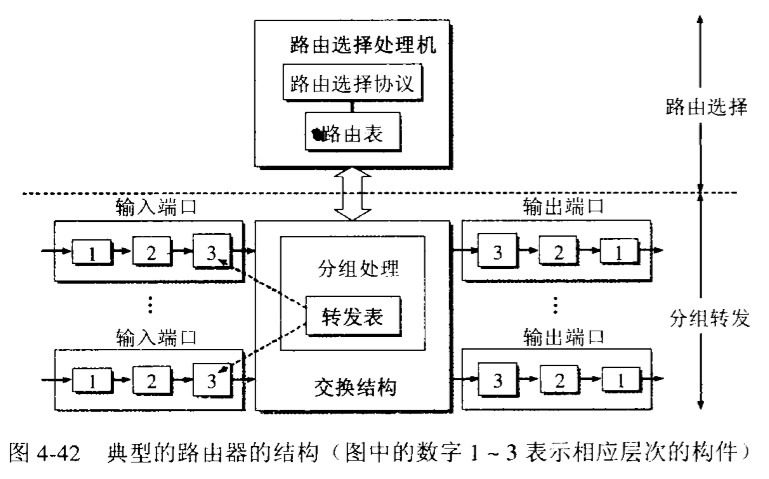 路由选择处理机
路由选择协议
路由表
路由选择
输入端口
1
2
3
输出端口
3
2
1
分组处理
转发表
交换结构
…
…
分组转发
输入端口
1
2
3
输出端口
3
2
1
图 4-42 典型的路由器的结构（图中的数字 1～3 表示相应层次的构件）